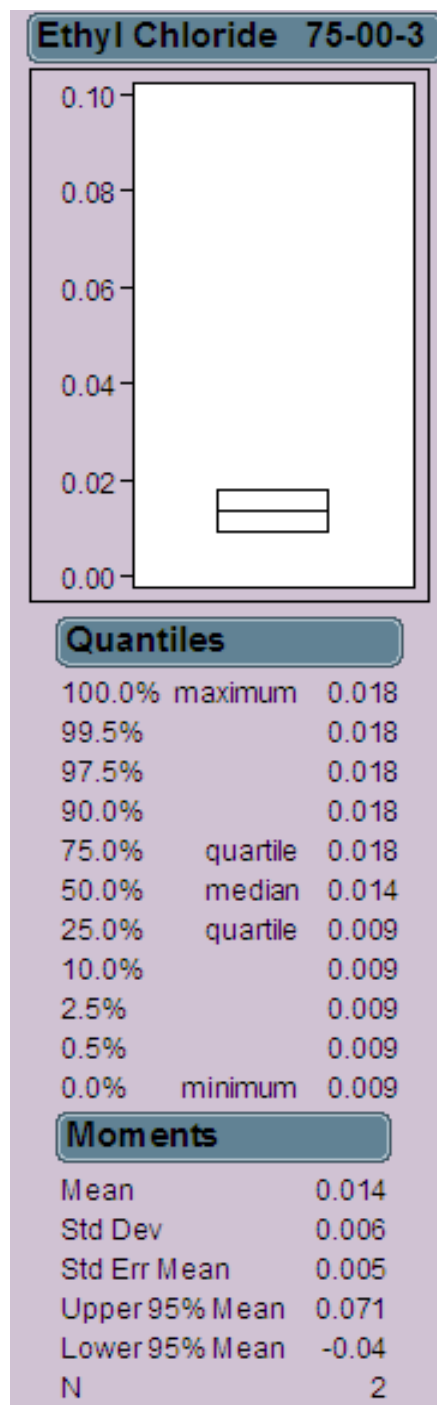 Ethyl Chloride 75-00-3
0.10
0.08
0.06
0.04
0.02
0.00
Quantiles
100.0% maximum 0.018
99.5% 0.018
97.5% 0.018
90.0% 0.018
75.0% quartile 0.018
50.0% median 0.014
25.0% quartile 0.009
10.0% 0.009
2.5% 0.009
0.5% 0.009
0.0% minimum 0.009
Moments
Mean 0.014
Std Dev 0.006
Std Err Mean 0.005
Upper 95% Mean 0.071
Lower 95% Mean -0.04
N 2